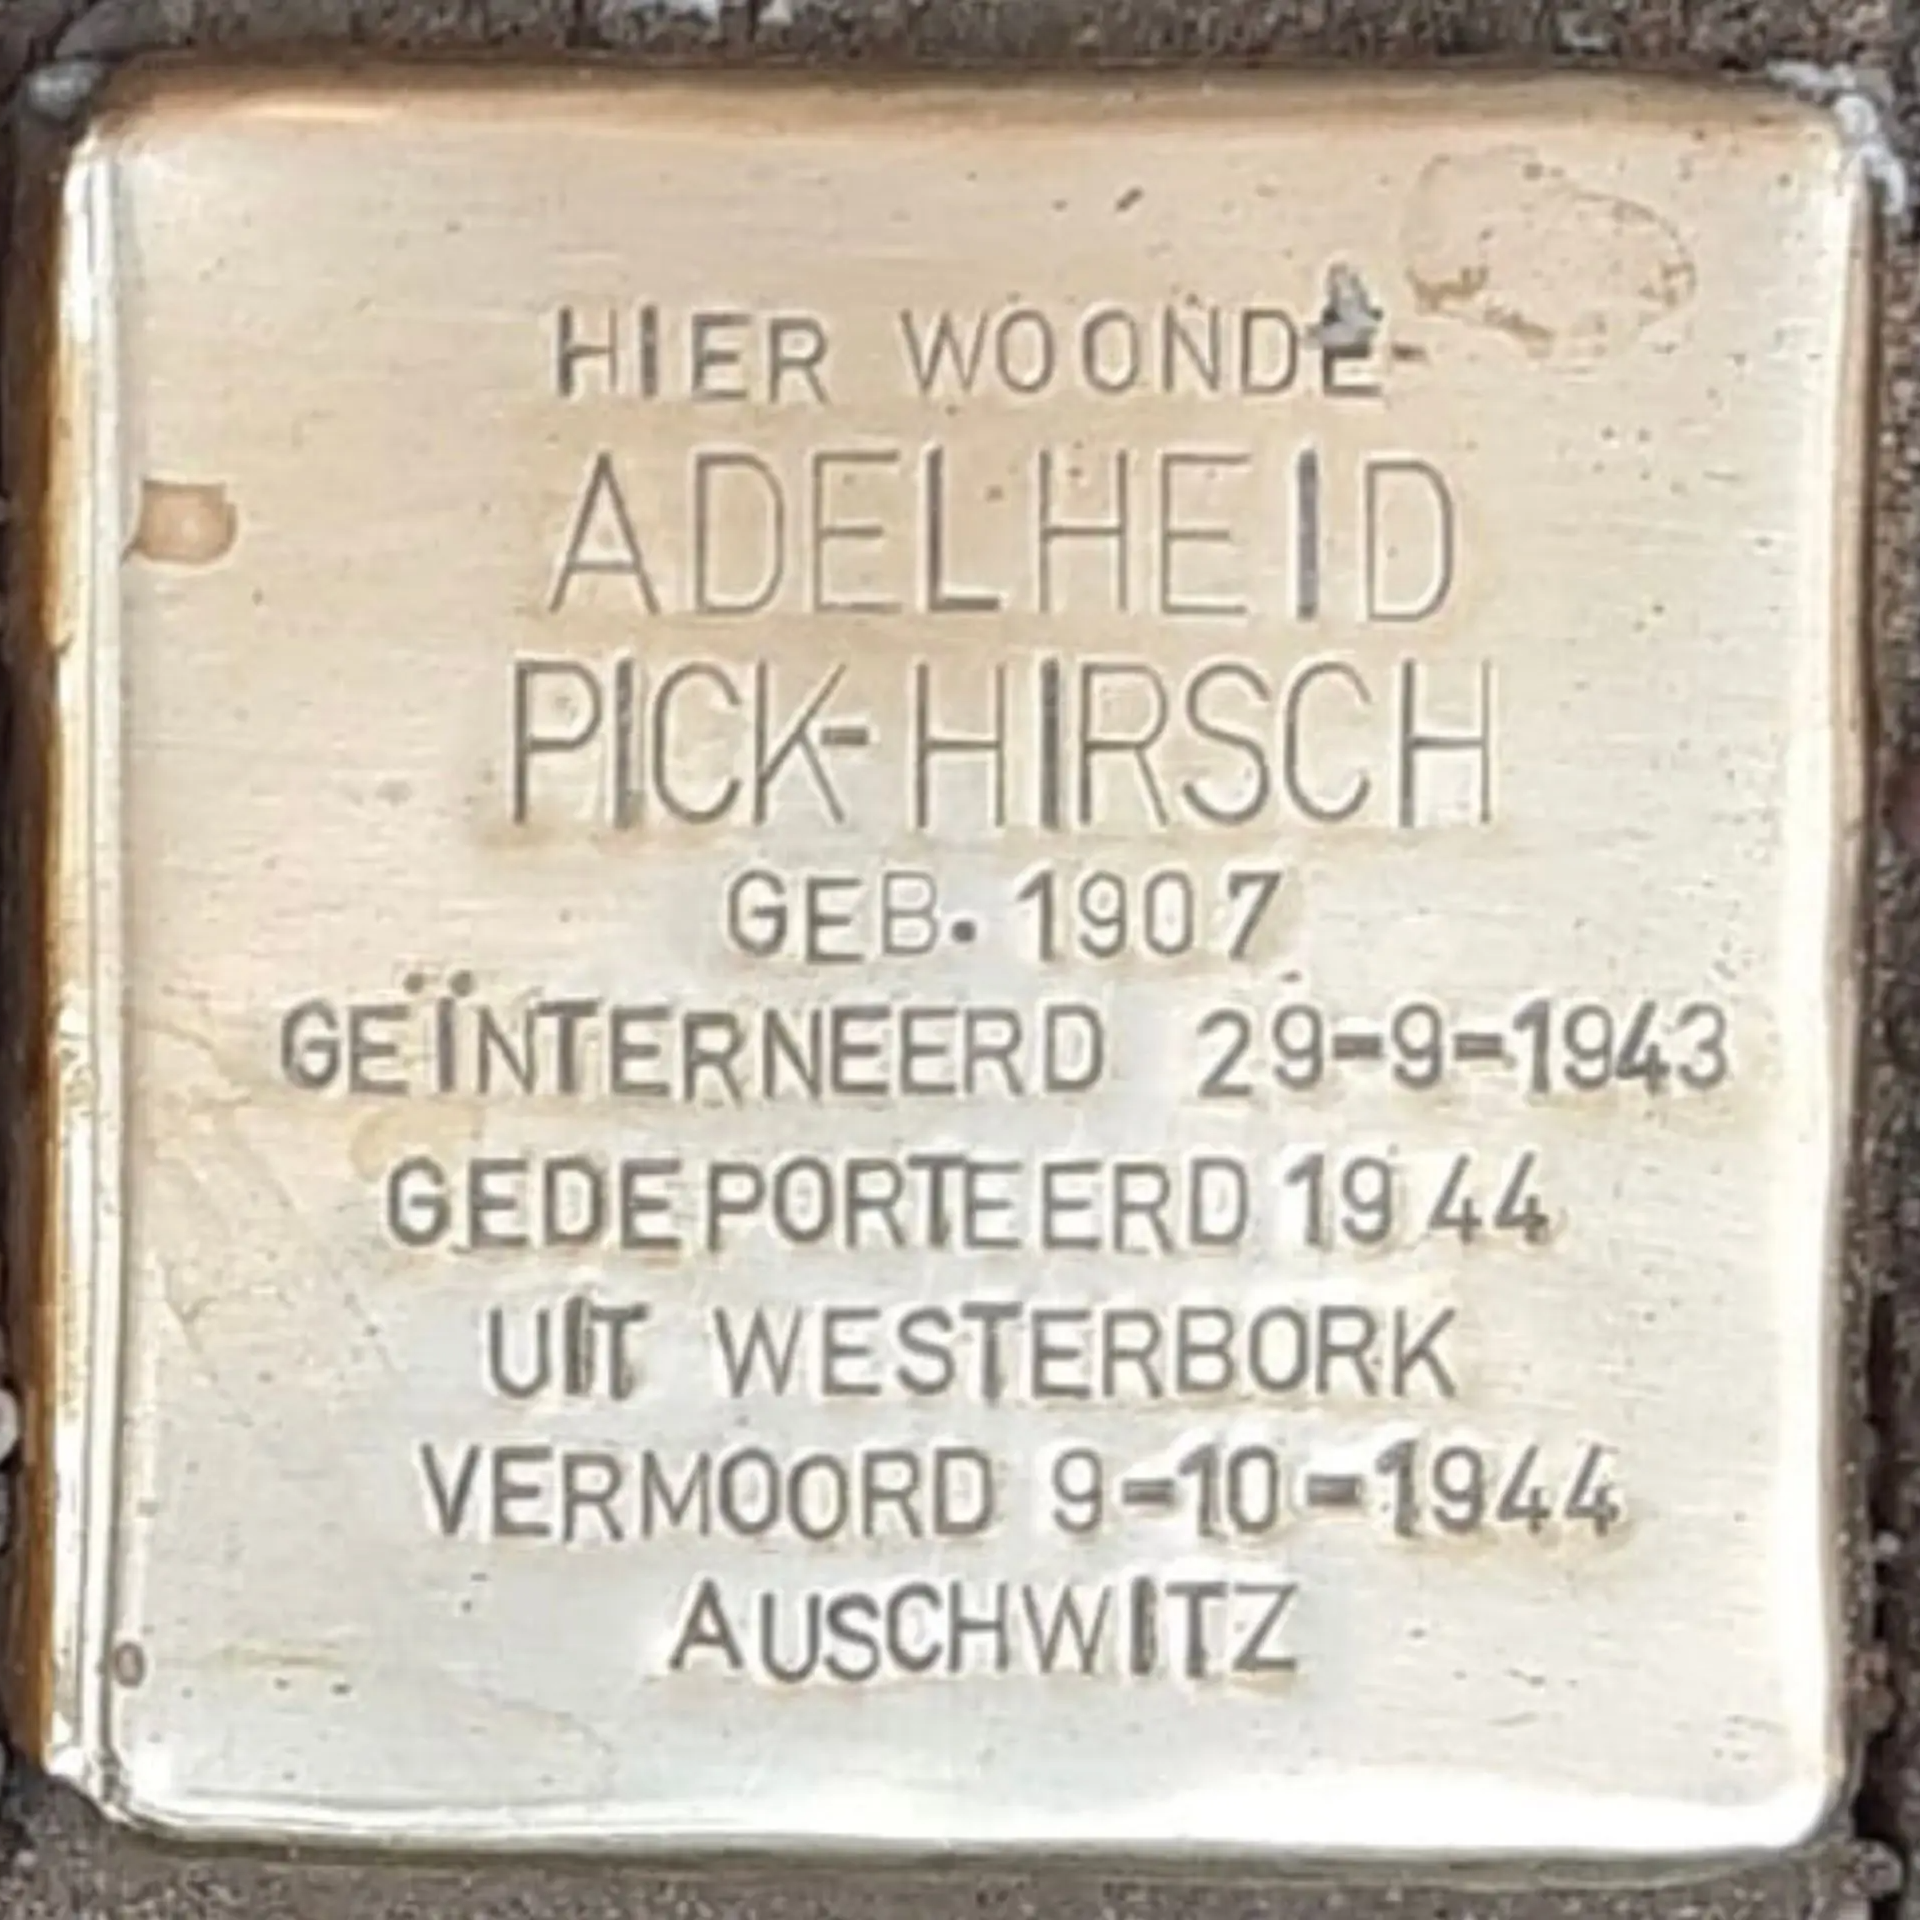 HIER WOONDE
ADELHEID
PICK-HIRSCH
GEB. 1907
GEÏNTERNEERD 29-9-1943
GEDEPORTEERD 1944
UIT WESTERBORK
VERMOORD 9-10-1944
AUSCHWITZ